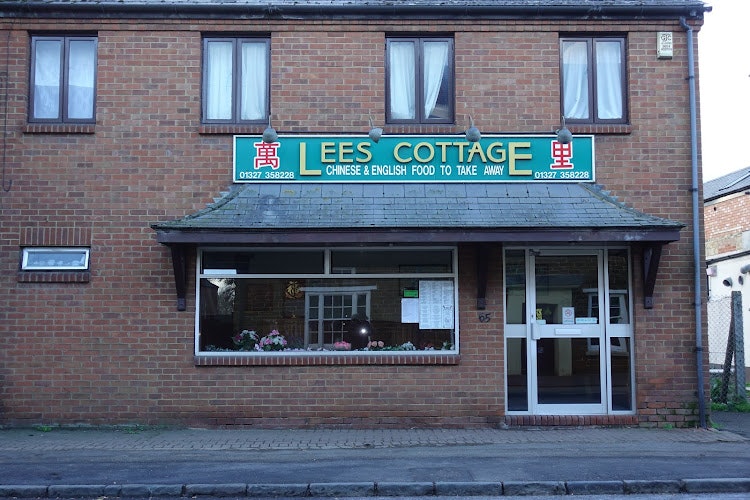 萬 LEES COTTAGE 里
CHINESE & ENGLISH FOOD TO TAKE AWAY
01327 358228 01327 358228
65